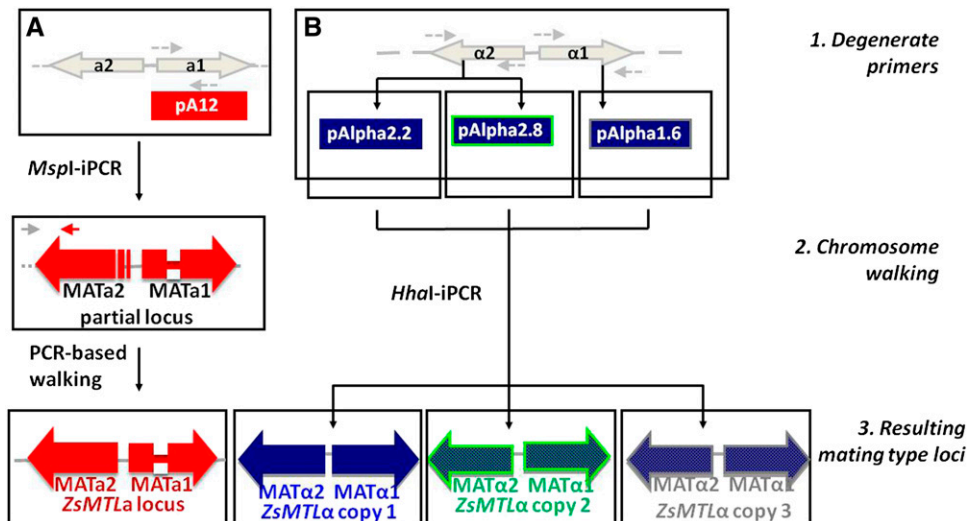 A
a2 a1
pA12
MspI-iPCR
MATa2 MATa1
partial locus
PCR-based
walking
MATa2 MATa1
ZsMTLa locus
B
α2 α1
pAlpha2.2
pAlpha2.8
pAlpha1.6
HhaI-iPCR
MATα2 MATα1
ZsMTLα copy 1
MATα2 MATα1
ZsMTLα copy 2
MATα2 MATα1
ZsMTLα copy 3
1. Degenerate
primers
2. Chromosome
walking
3. Resulting
mating type loci